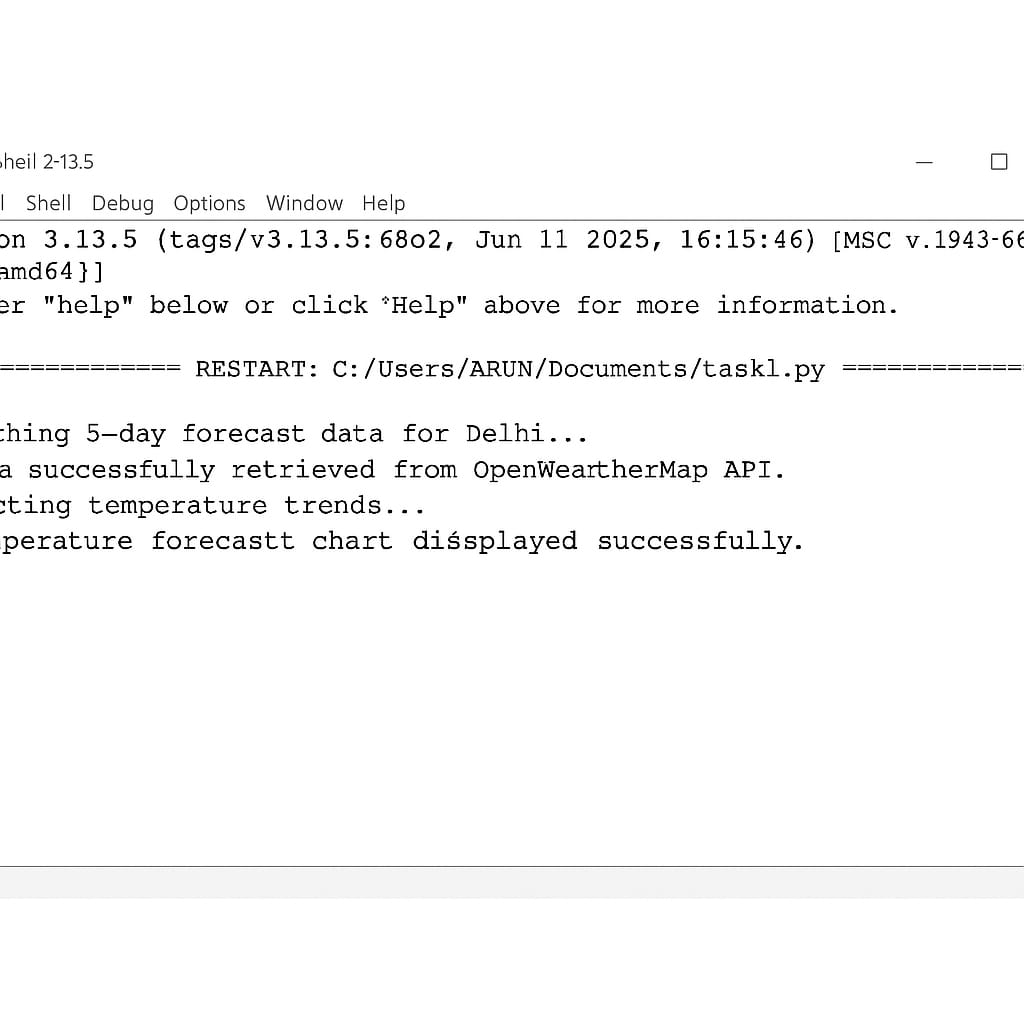 heil 2-13.5
l Shell Debug Options Window Help
on 3.13.5 (tags/v3.13.5:68o2, Jun 11 2025, 16:15:46) [MSC v.1943-66
amd64}]
er "help" below or click "Help" above for more information.
============ RESTART: C:/Users/ARUN/Documents/taskl.py ============
thing 5–day forecast data for Delhi...
a successfully retrieved from OpenWeartherMap API.
cting temperature trends...
perature forecastt chart diśsplayed successfully.